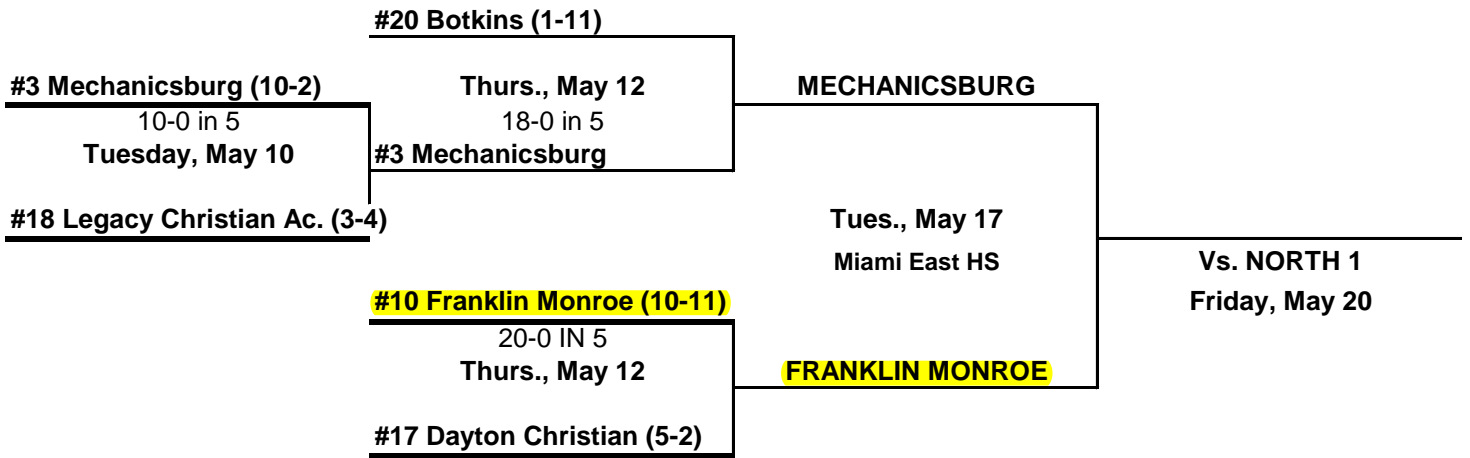 #20 Botkins (1-11)
#3 Mechanicsburg (10-2)
Thurs., May 12
MECHANICSBURG
10-0 in 5
18-0 in 5
Tuesday, May 10
#3 Mechanicsburg
#18 Legacy Christian Ac. (3-4)
Tues., May 17
Miami East HS
Vs. NORTH 1
#10 Franklin Monroe (10-11)
Friday, May 20
20-0 IN 5
Thurs., May 12
FRANKLIN MONROE
#17 Dayton Christian (5-2)